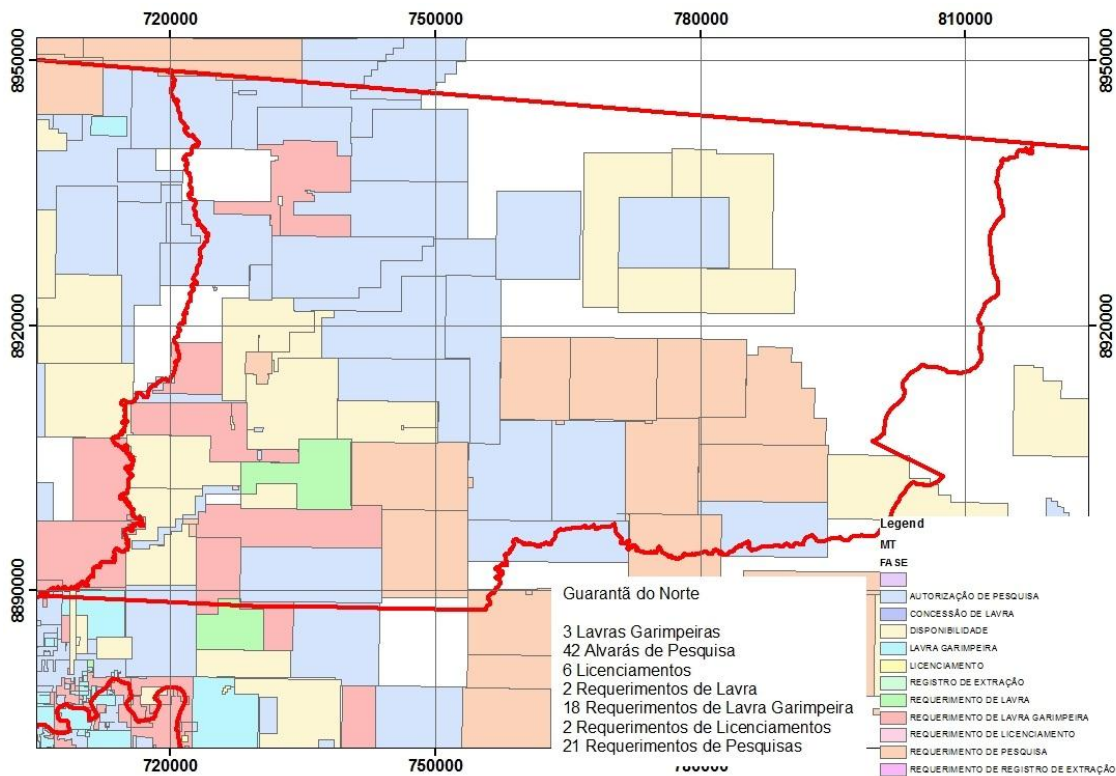 720000 750000 780000 810000
8950000 8950000
8920000 8920000
8890000
Guarantã do Norte
3 Lavras Garimpeiras
42 Alvarás de Pesquisa
6 Licenciamentos
2 Requerimentos de Lavra
18 Requerimentos de Lavra Garimpeira
2 Requerimentos de Licenciamentos
21 Requerimentos de Pesquisas
Legend
MT
FASE
AUTORIZAÇÃO DE PESQUISA
CONCESSÃO DE LAVRA
DISPONIBILIDADE
LAVRA GARIMPEIRA
LICENCIAMENTO
REGISTRO DE EXTRAÇÃO
REQUERIMENTO DE LAVRA
REQUERIMENTO DE LAVRA GARIMPEIRA
REQUERIMENTO DE LICENCIAMENTO
REQUERIMENTO DE PESQUISA
REQUERIMENTO DE REGISTRO DE EXTRAÇÃO
720000 750000 780000